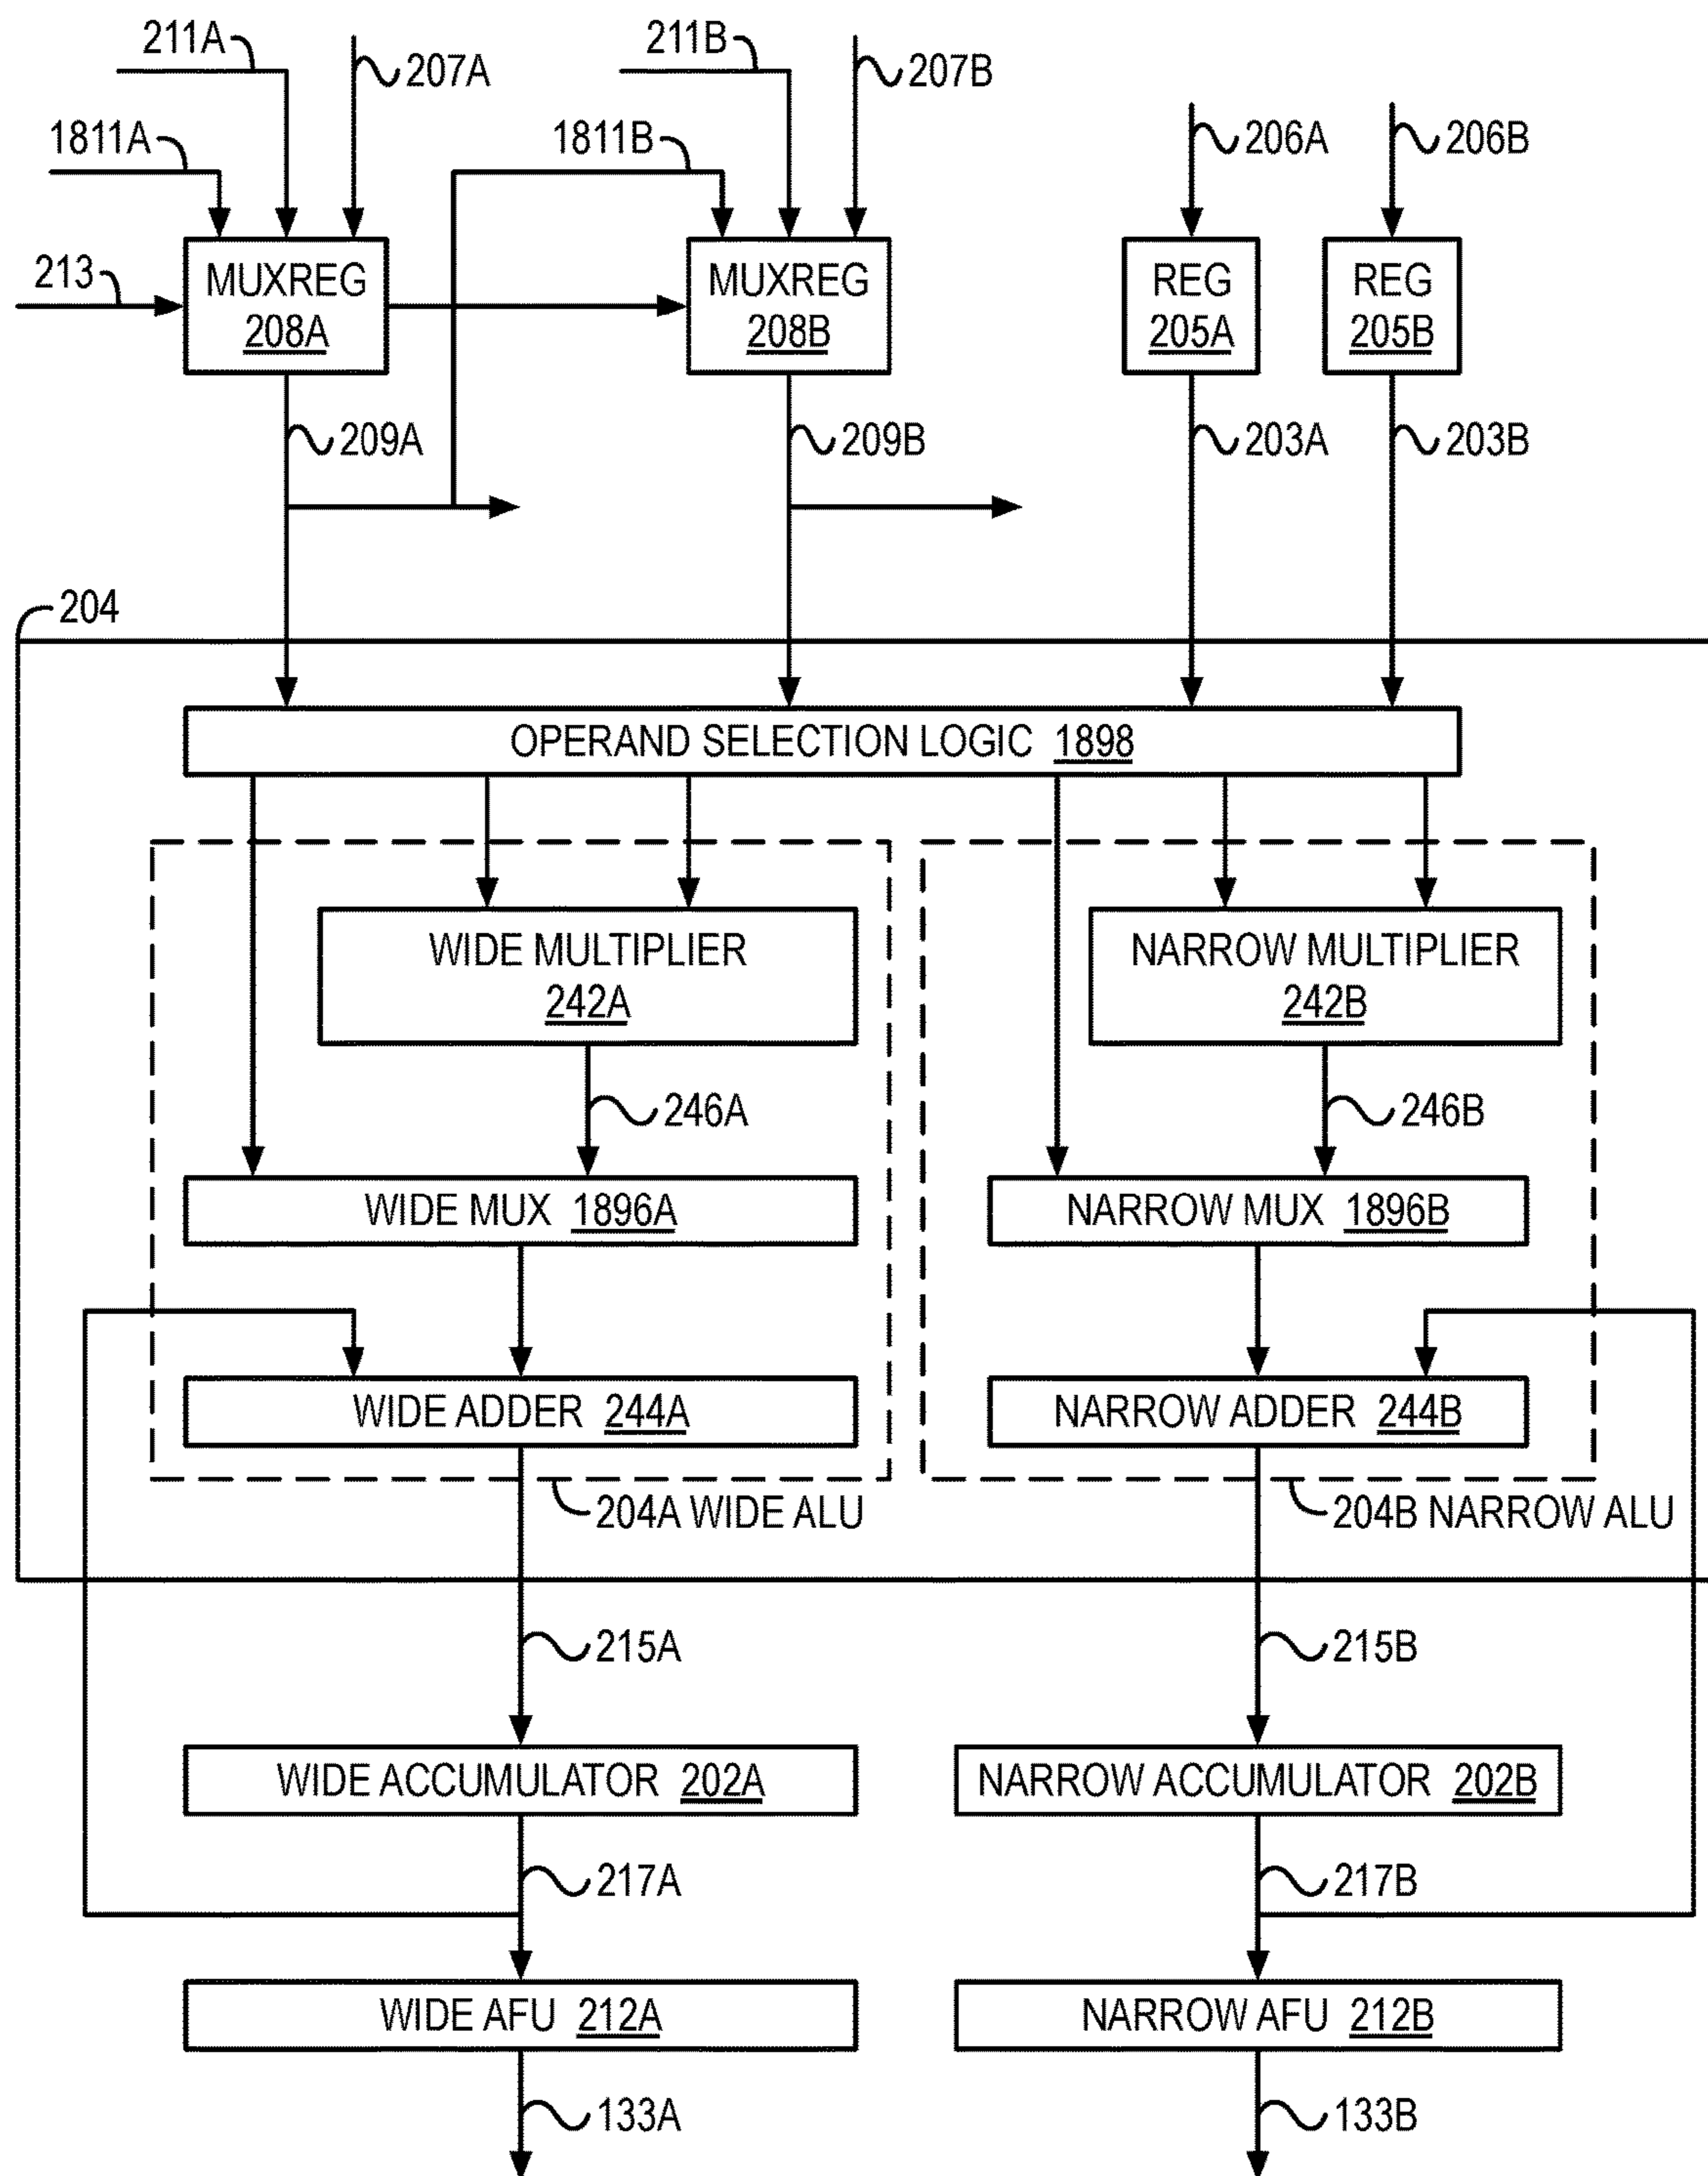 211A
207A
211B
207B
1811A
1811B
206A
206B
213
MUXREG
208A
MUXREG
208B
REG
205A
REG
205B
209A
209B
203A
203B
204
OPERAND SELECTION LOGIC 1898
WIDE MULTIPLIER
242A
NARROW MULTIPLIER
242B
246A
246B
WIDE MUX 1896A
NARROW MUX 1896B
WIDE ADDER 244A
NARROW ADDER 244B
204A WIDE ALU
204B NARROW ALU
215A
215B
WIDE ACCUMULATOR 202A
NARROW ACCUMULATOR 202B
217A
217B
WIDE AFU 212A
NARROW AFU 212B
133A
133B